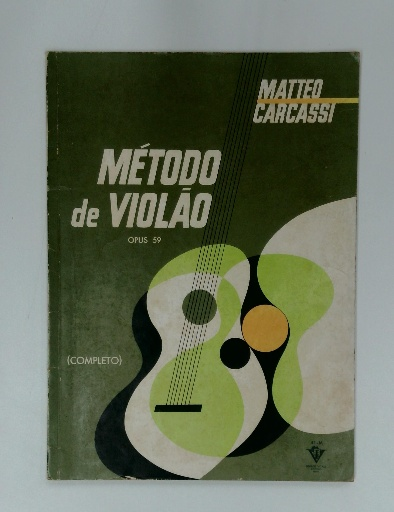 MATTEO
CARCASSI
MÉTODO
de VIOLÃO
OPUS 59
(COMPLETO)